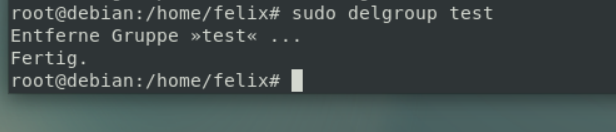 root@debian:/home/felix# sudo delgroup test
Entferne Gruppe »test« ...
Fertig.
root@debian:/home/felix#